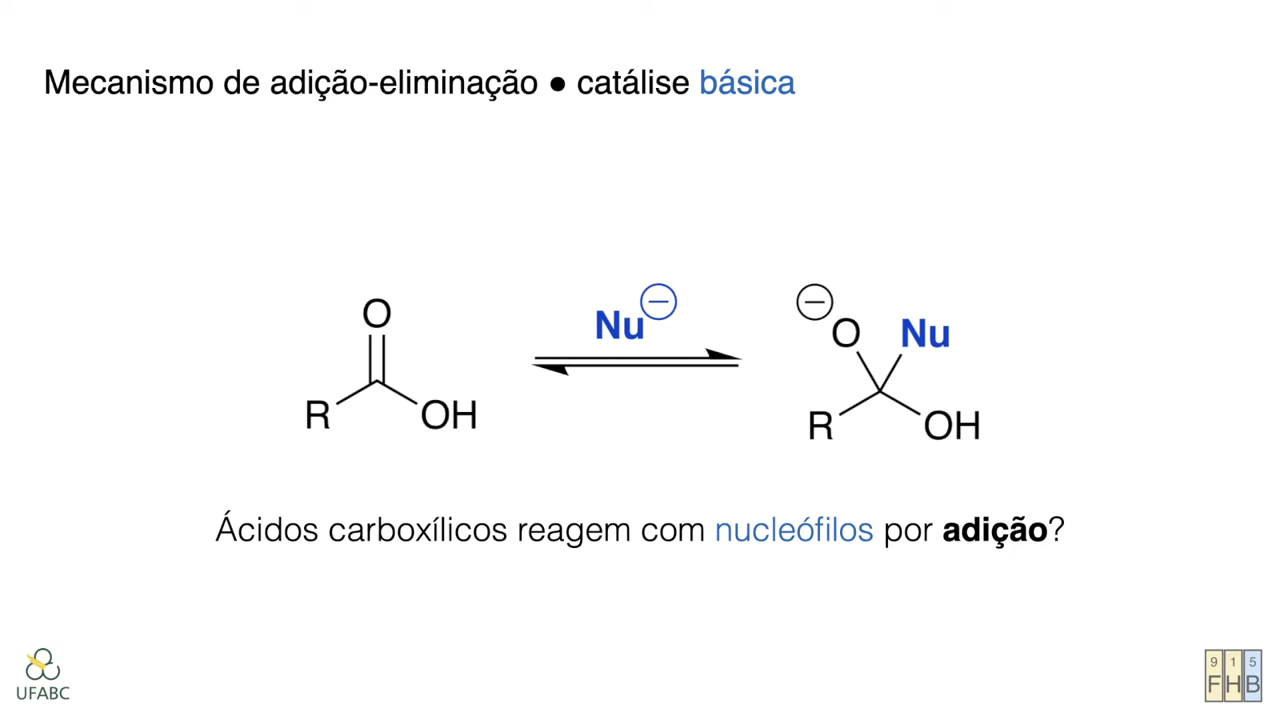 Mecanismo de adição-eliminação ● catálise básica
O
Nu ⊖
⊖
O Nu
R OH
R OH
Ácidos carboxílicos reagem com nucleófilos por adição?
UFABC
9 1 5
F H B